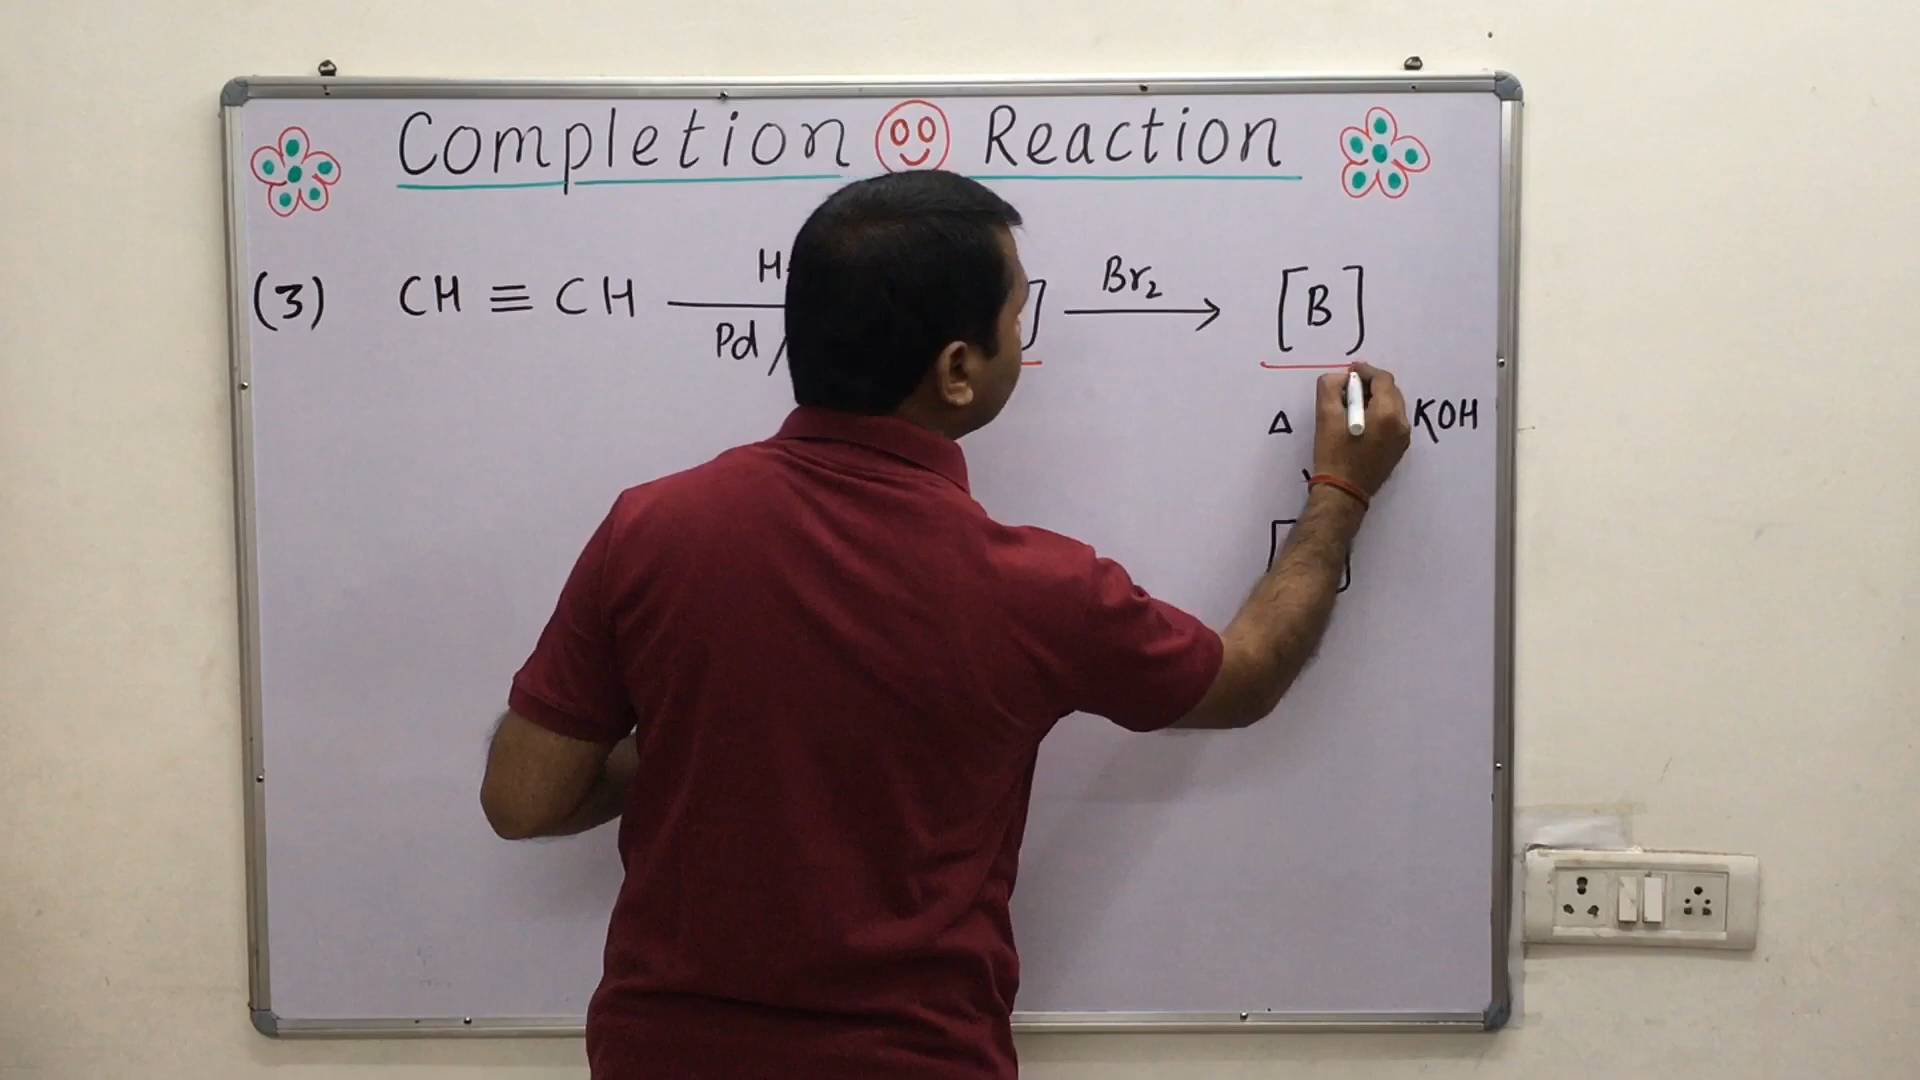 Completion Reaction
(3) CH ≡ CH H Pd / ] Br₂ → [B]
Δ KOH